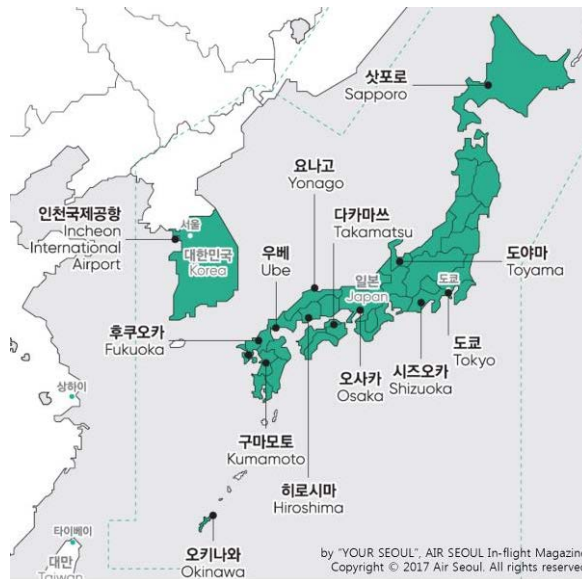 삿포로
Sapporo
요나고
Yonago
인천국제공항
Incheon
International
Airport
서울
대한민국
Korea
다카마쓰
Takamatsu
우베
Ube
도야마
Toyama
일본
Japan
도쿄
후쿠오카
Fukuoka
도쿄
Tokyo
시즈오카
Shizuoka
오사카
Osaka
상하이
구마모토
Kumamoto
히로시마
Hiroshima
타이베이
대만
Taiwan
오키나와
Okinawa
by "YOUR SEOUL", AIR SEOUL In-flight Magazine
Copyright © 2017 Air Seoul. All rights reserved